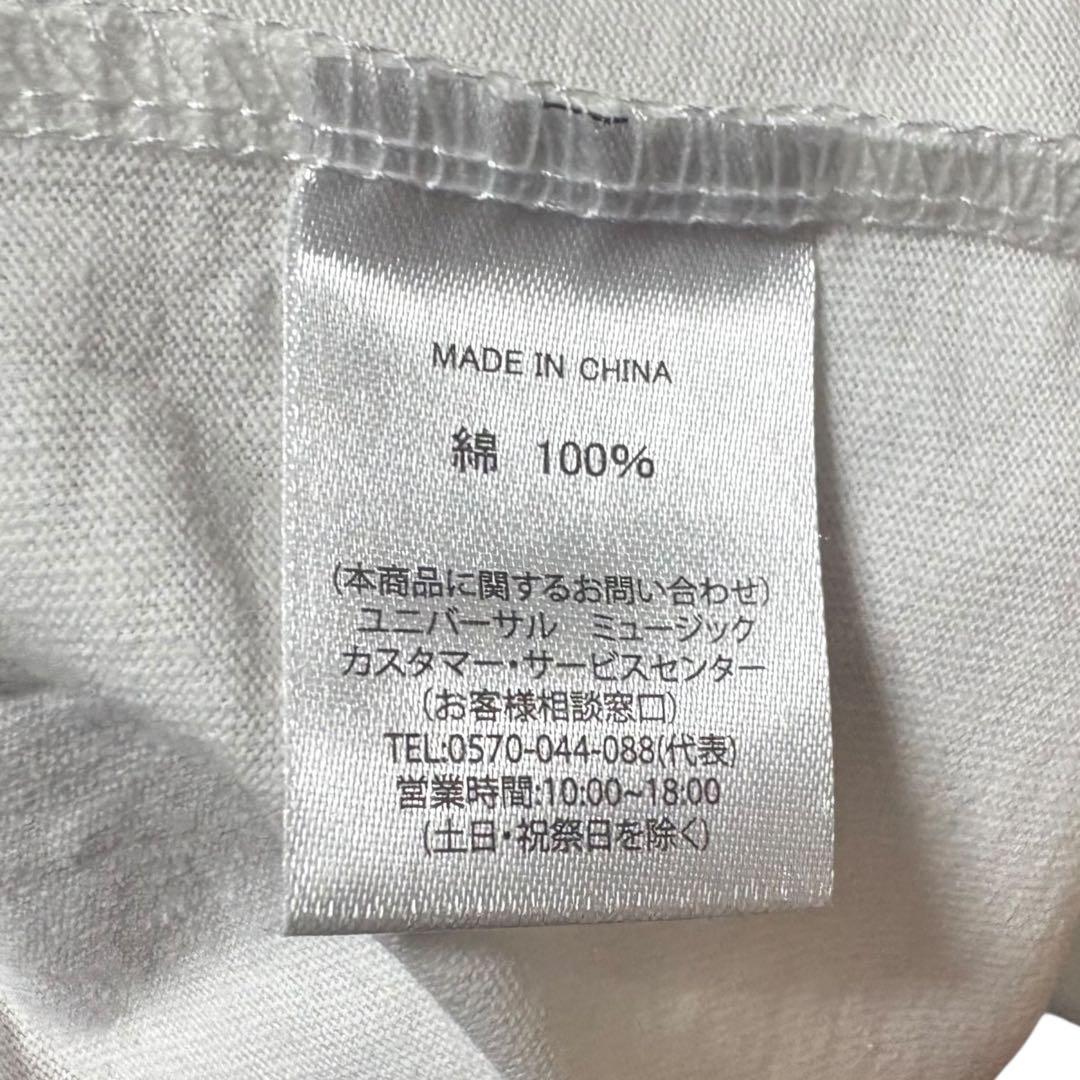 MADE IN CHINA
綿 100%
(本商品に関するお問い合わせ)
ユニバーサル ミュージック
カスタマー・サービスセンター
(お客様相談窓口)
TEL:0570-044-088(代表)
営業時間:10:00~18:00
(土日・祝祭日を除く)